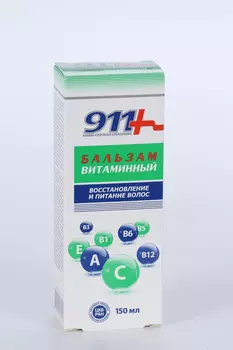 911
БАЛЬЗАМ
ВИТАМИННЫЙ
ВОССТАНОВЛЕНИЕ
И ПИТАНИЕ ВОЛОС
B3
E
B1
B6
B5
A
C
B12
150 мл